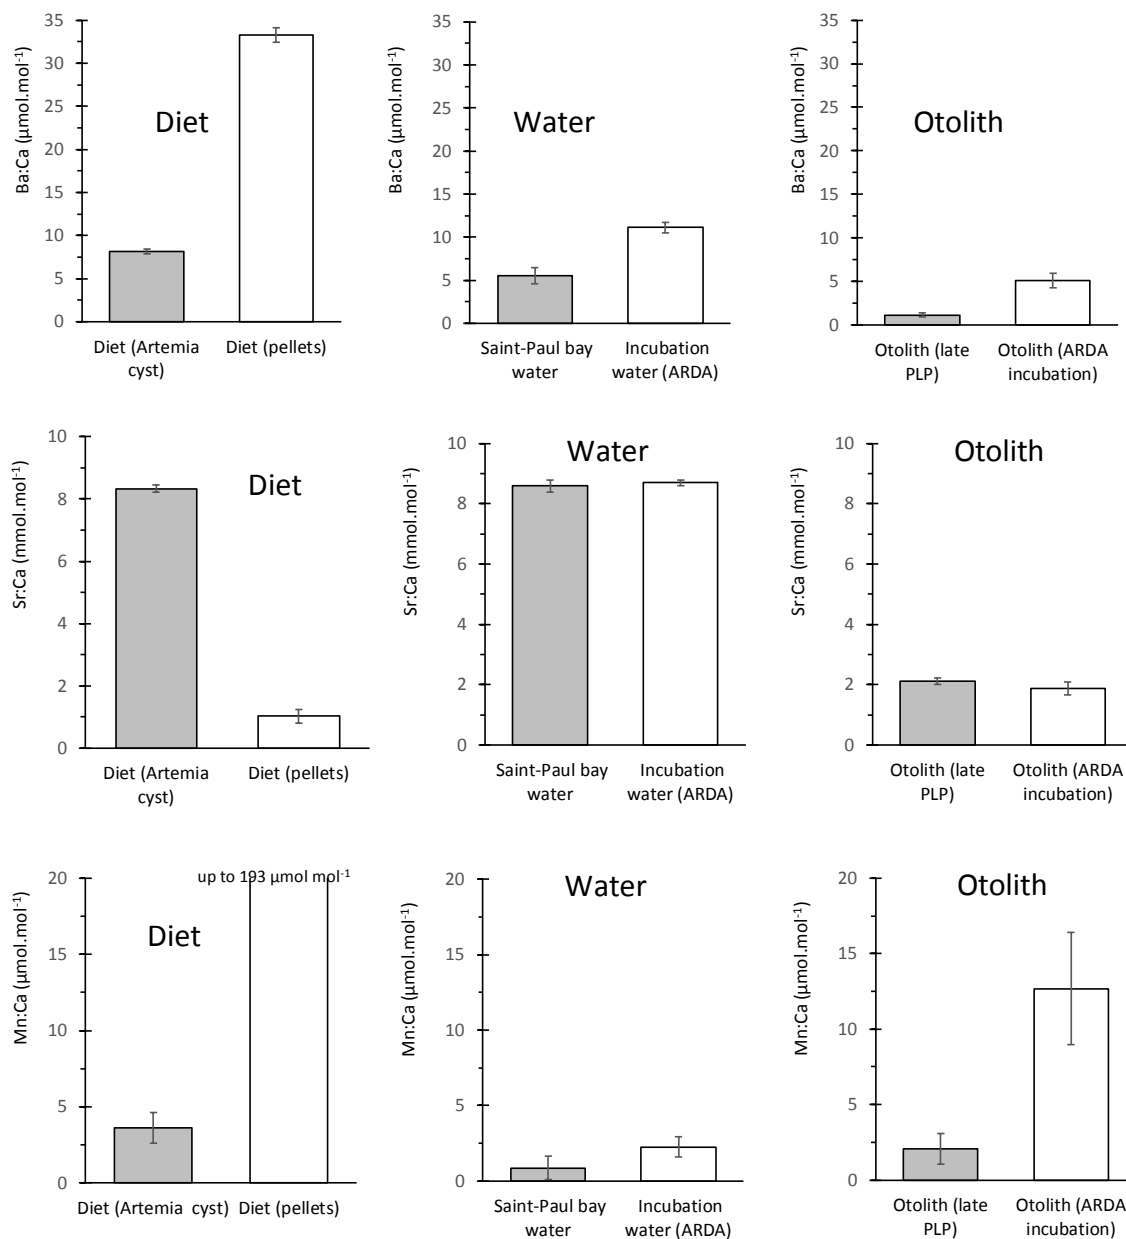 Ba:Ca (µmol.mol⁻¹)
35
30
25
20
15
10
5
0
Diet
Diet (Artemia
cyst)
Diet (pellets)
Ba:Ca (µmol.mol⁻¹)
35
30
25
20
15
10
5
0
Water
Saint-Paul bay
water
Incubation
water (ARDA)
Ba:Ca (µmol.mol⁻¹)
35
30
25
20
15
10
5
0
Otolith
Otolith (late
PLP)
Otolith (ARDA
incubation)
Sr:Ca (mmol.mol⁻¹)
10
8
6
4
2
0
Diet
Diet (Artemia
cyst)
Diet (pellets)
Sr:Ca (mmol.mol⁻¹)
10
8
6
4
2
0
Water
Saint-Paul bay
water
Incubation
water (ARDA)
Sr:Ca (mmol.mol⁻¹)
10
8
6
4
2
0
Otolith
Otolith (late
PLP)
Otolith (ARDA
incubation)
Mn:Ca (µmol.mol⁻¹)
20
15
10
5
0
up to 193 µmol mol⁻¹
Diet
Diet (Artemia cyst)
Diet (pellets)
Mn:Ca (µmol.mol⁻¹)
20
15
10
5
0
Water
Saint-Paul bay
water
Incubation
water (ARDA)
Mn:Ca (µmol.mol⁻¹)
20
15
10
5
0
Otolith
Otolith (late
PLP)
Otolith (ARDA
incubation)